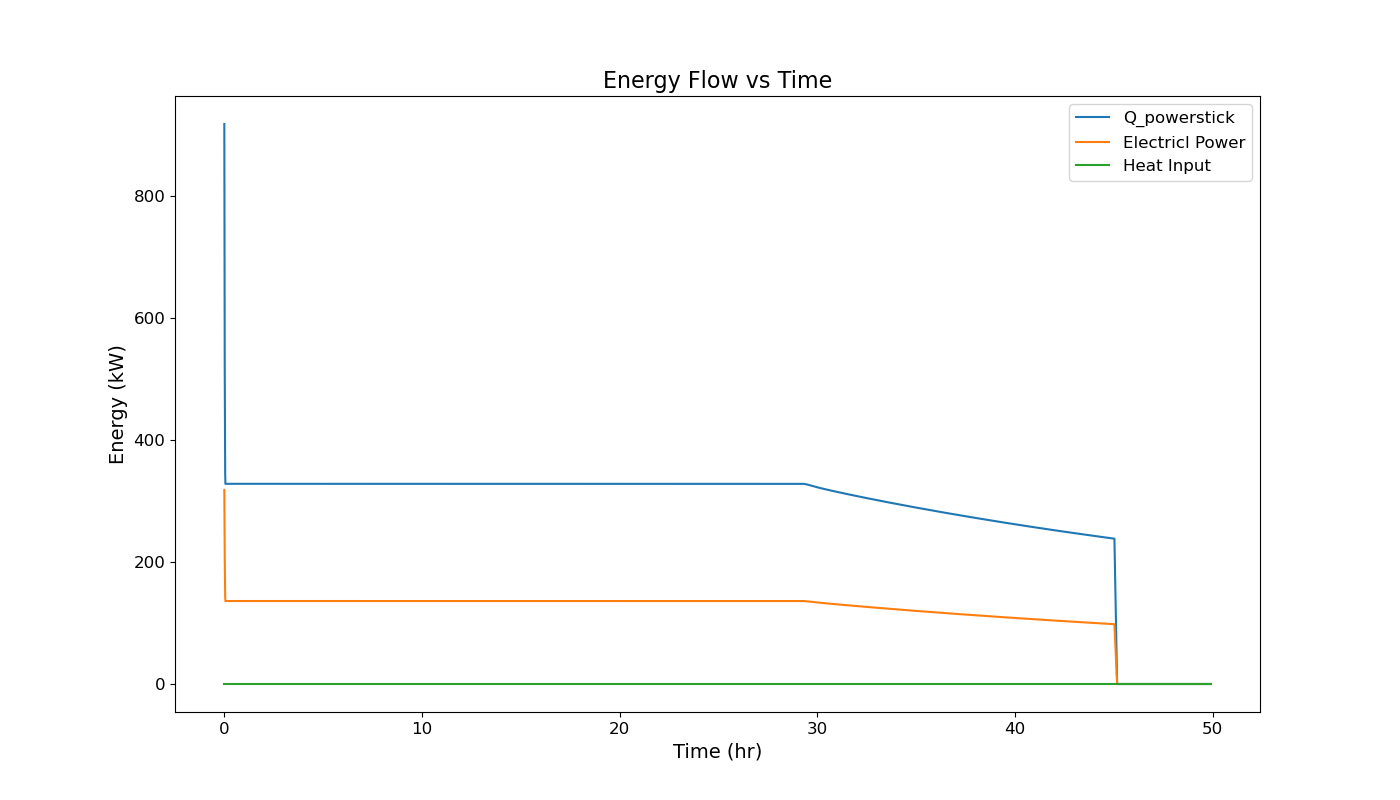 Energy Flow vs Time
Q_powerstick
Electricl Power
Heat Input
Energy (kW)
800
600
400
200
0
0 10 20 30 40 50
Time (hr)